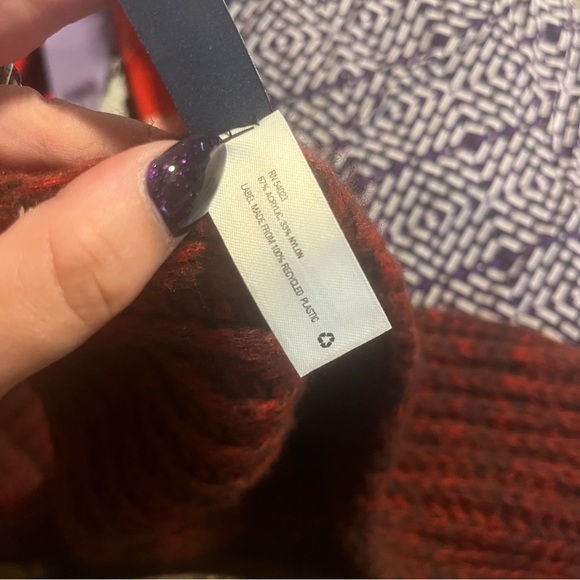 RN 54023
67% ACRYLIC, 33% NYLON
LABEL MADE FROM 100% RECYCLED PLASTIC